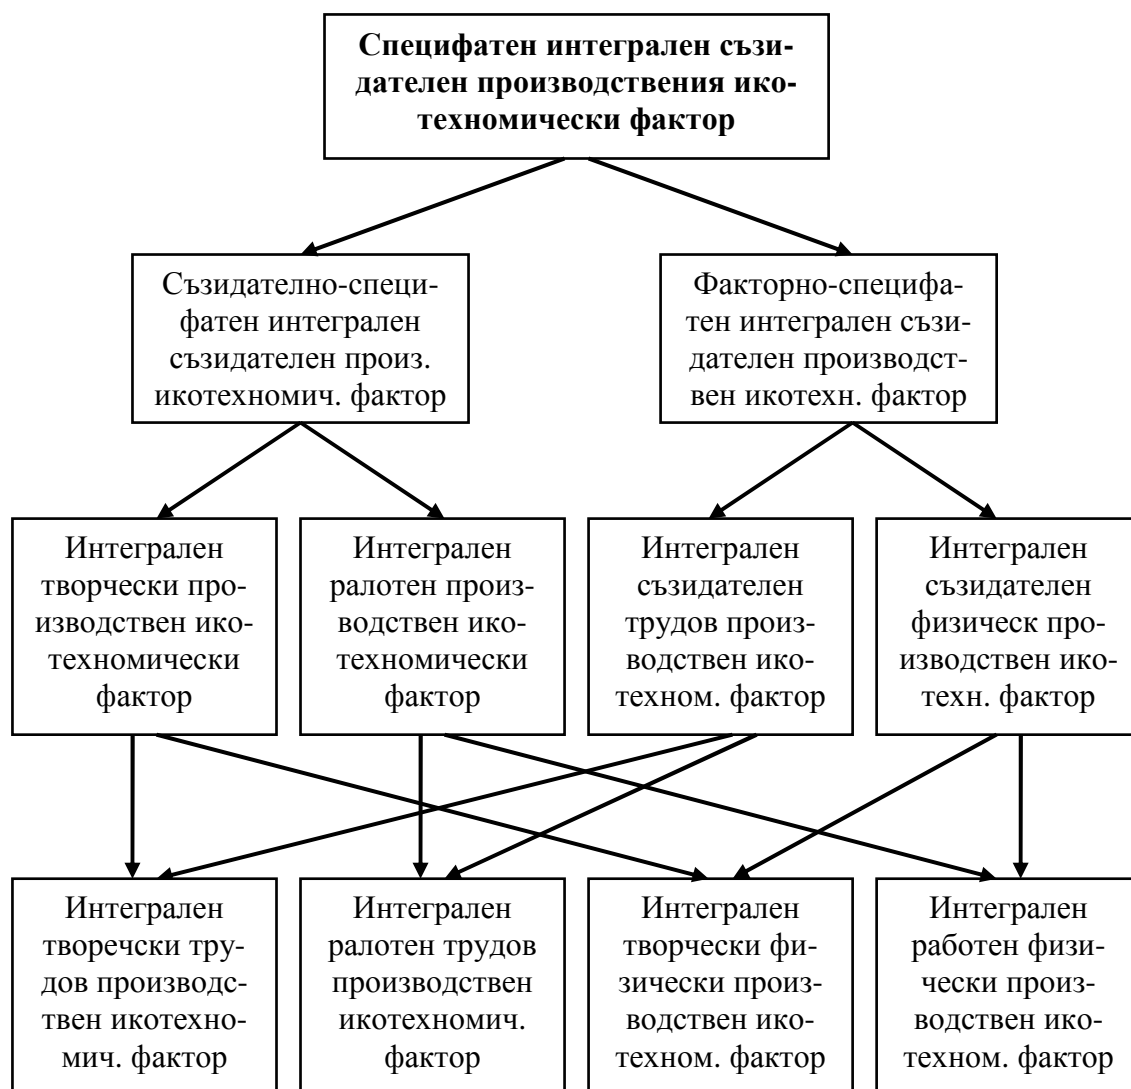 Специфатен интегрален съзи-
дателен производствения ико-
техномически фактор
Съзидателно-специ-
фатен интегрален
съзидателен произ.
икотехномич. фактор
Факторно-специфа-
тен интегрален съзи-
дателен производст-
вен икотехн. фактор
Интегрален
творчески про-
изводствен ико-
техномически
фактор
Интегрален
ралотен произ-
водствен ико-
техномически
фактор
Интегрален
съзидателен
трудов произ-
водствен ико-
техном. фактор
Интегрален
съзидателен
физическ про-
изводствен ико-
техн. фактор
Интегрален
творечски тру-
дов производс-
твен икотехно-
мич. фактор
Интегрален
ралотен трудов
производствен
икотехномич.
фактор
Интегрален
творчески фи-
зически произ-
водствен ико-
техном. фактор
Интегрален
работен физи-
чески произ-
водствен ико-
техном. фактор